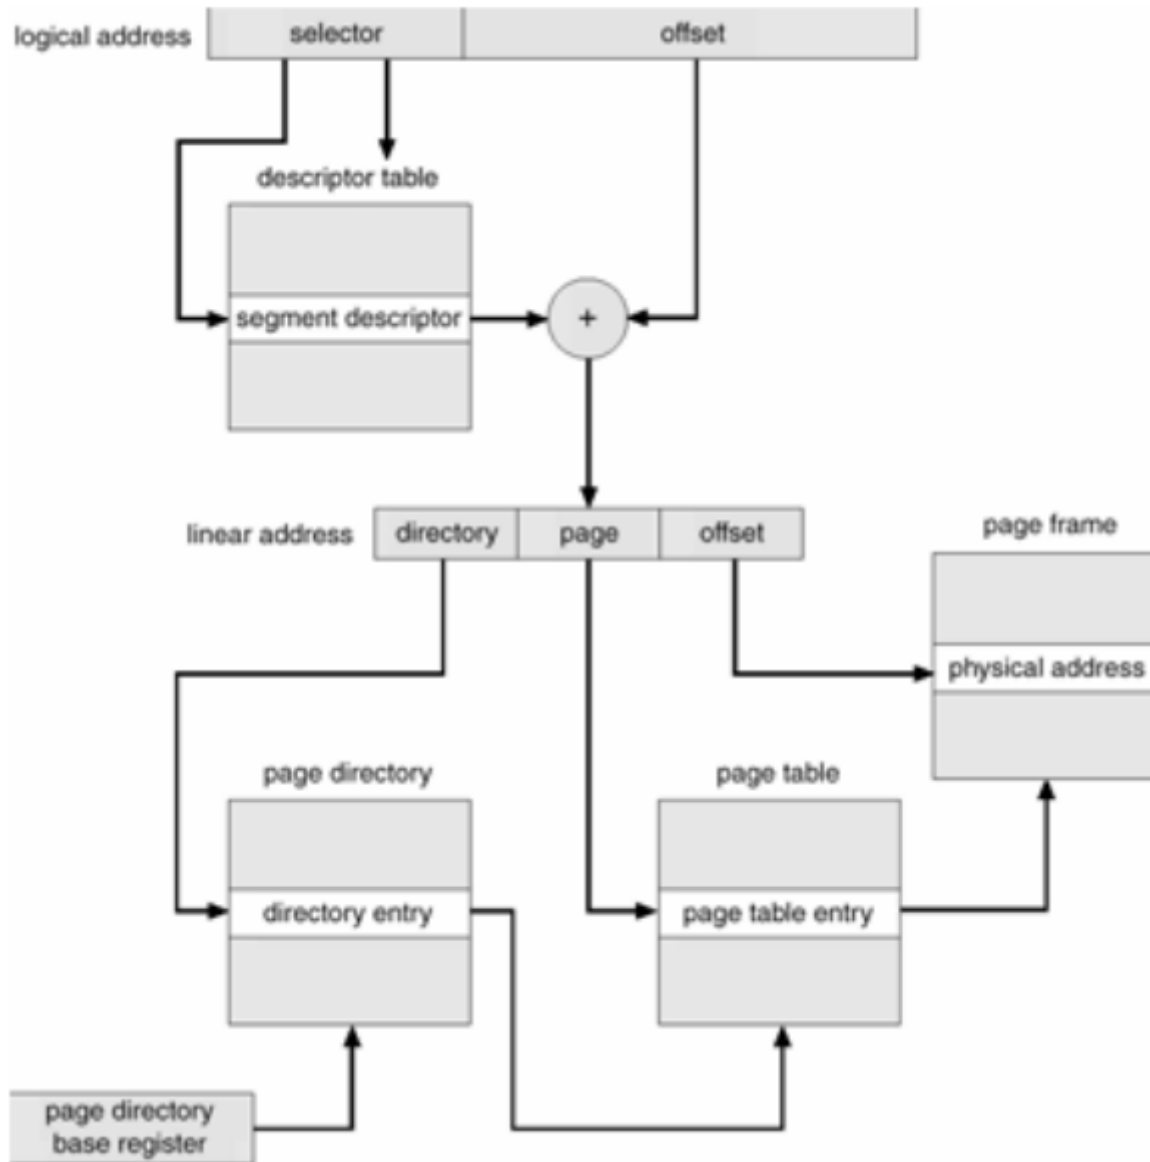 logical address
selector
offset
descriptor table
segment descriptor
+
linear address
directory
page
offset
page frame
physical address
page directory
page table
directory entry
page table entry
page directory
base register